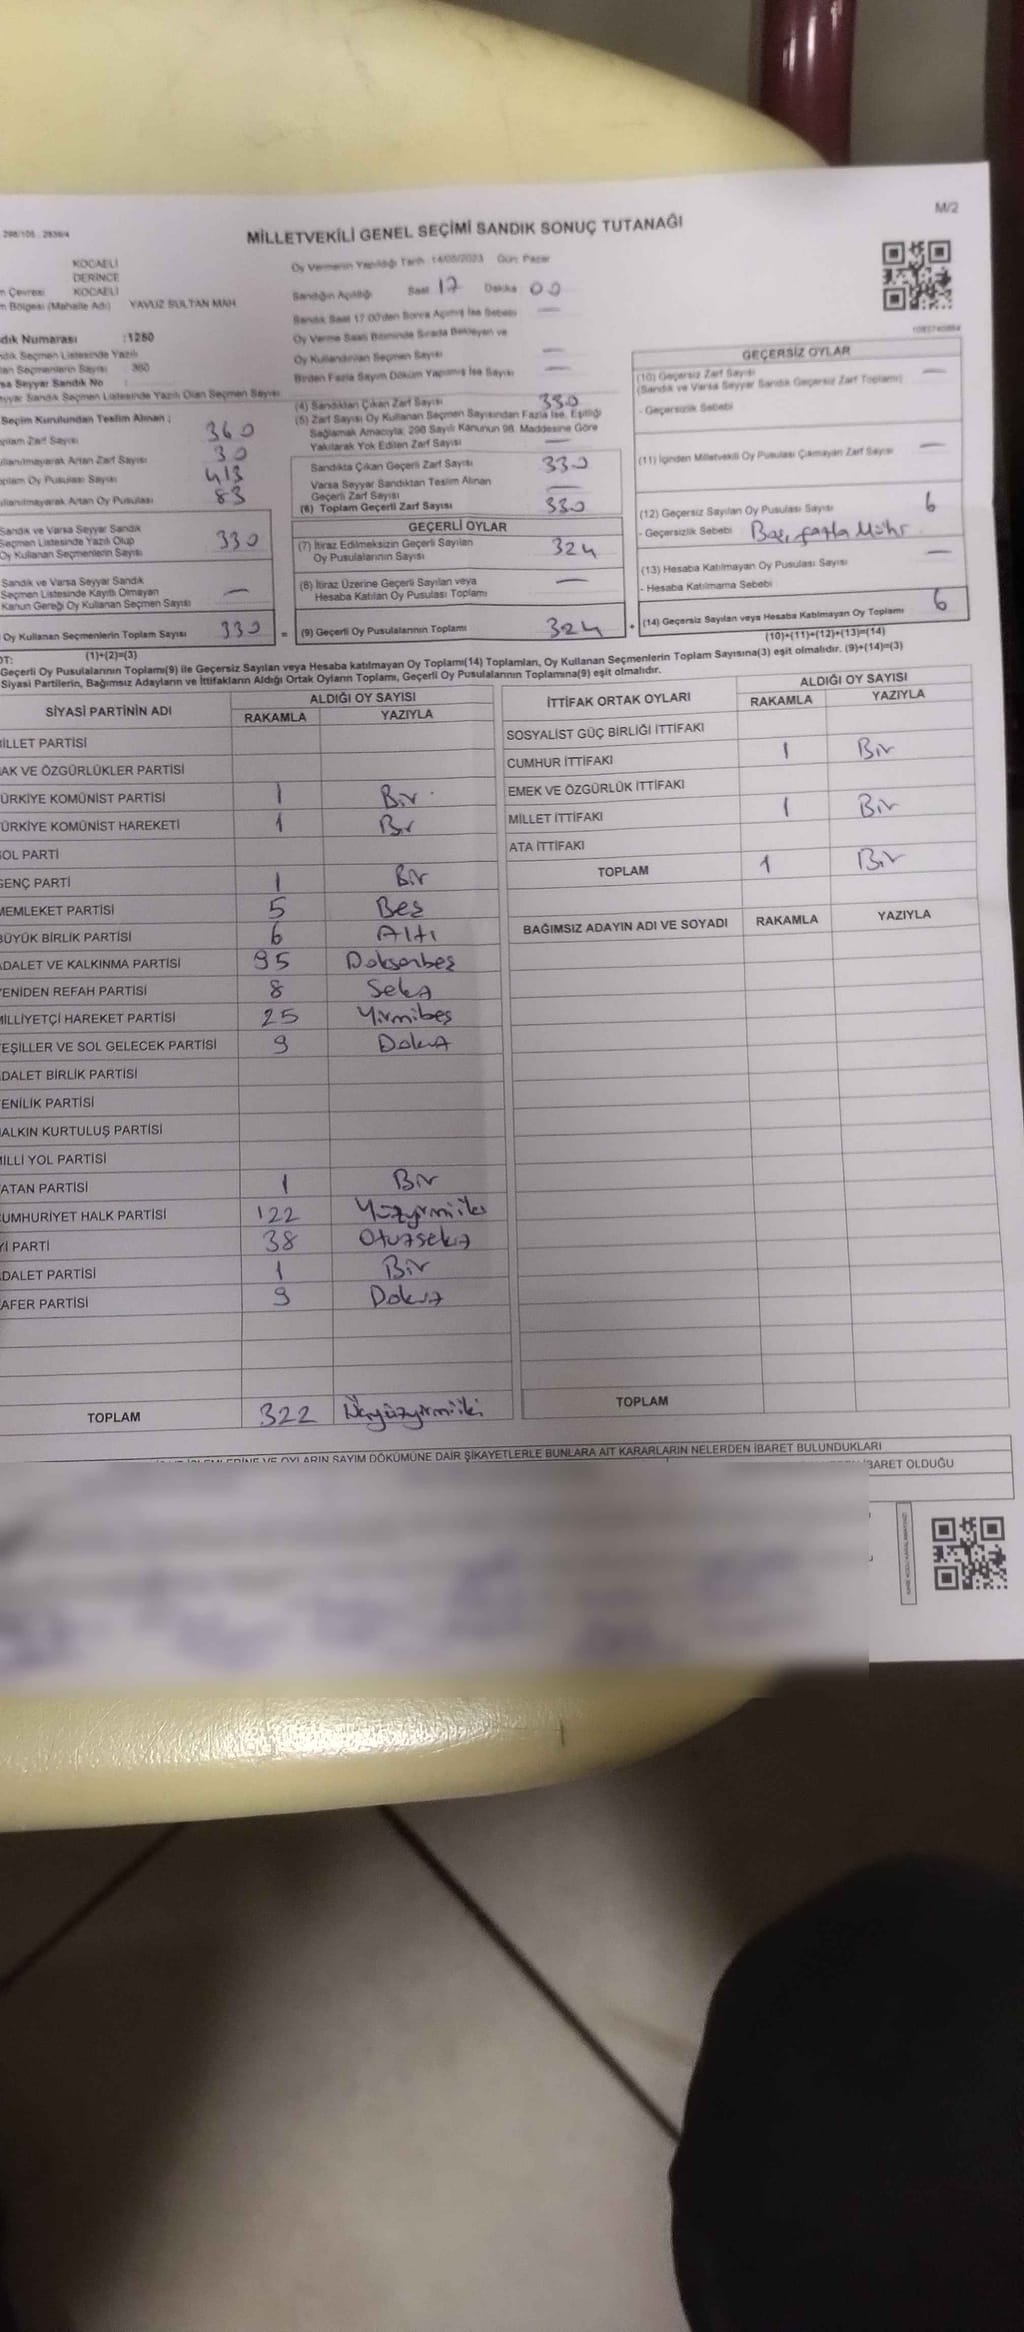 M/2
MİLLETVEKİLİ GENEL SEÇİMİ SANDIK SONUÇ TUTANAĞI
KOCAELİ
DERİNCE
m Çevresi KOCAELİ
m Bölgesi (Mahalle Adı) YAVUZ SULTAN MAH
dık Numarası :1250
dık Seçmen Listesinde Yazılı
lan Seçmenlerin Sayısı 360
sa Seyyar Sandık No
yyar Sandık Seçmen Listesinde Yazılı Olan Seçmen Sayısı
Seçim Kurulundan Teslim Alınan ;
oplam Zarf Sayısı 360
ullanılmayarak Artan Zarf Sayısı 30
oplam Oy Pusulası Sayısı 413
ullanılmayarak Artan Oy Pusulası 83
Sandık ve Varsa Seyyar Sandık
Seçmen Listesinde Yazılı Olup
Oy Kullanan Seçmenlerin Sayısı 330
Sandık ve Varsa Seyyar Sandık
Seçmen Listesinde Kayıtlı Olmayan
Kanun Gereği Oy Kullanan Seçmen Sayısı —
Oy Kullanan Seçmenlerin Toplam Sayısı 330 =
(1)+(2)=(3)
Oy Vermenin Yapıldığı Tarih 14/05/2023 Gün: Pazar
Sandığın Açıldığı Saat 17 Dakika 00
Sandık Saat 17:00'den Sonra Açılmış İse Sebebi —
Oy Verme Saati Bitiminde Sırada Bekleyen ve
Oy Kullandırılan Seçmen Sayısı —
Birden Fazla Sayım Döküm Yapılmış İse Sayısı —
(4) Sandıktan Çıkan Zarf Sayısı 330
(5) Zarf Sayısı Oy Kullanan Seçmen Sayısından Fazla İse, Eşitliği
Sağlamak Amacıyla, 298 Sayılı Kanunun 98. Maddesine Göre
Yakılarak Yok Edilen Zarf Sayısı —
Sandıkta Çıkan Geçerli Zarf Sayısı 330
Varsa Seyyar Sandıktan Teslim Alınan
Geçerli Zarf Sayısı —
(6) Toplam Geçerli Zarf Sayısı 330
GEÇERLİ OYLAR
(7) İtiraz Edilmeksizin Geçerli Sayılan
Oy Pusulalarının Sayısı 324
(8) İtiraz Üzerine Geçerli Sayılan veya
Hesaba Katılan Oy Pusulası Toplamı —
(9) Geçerli Oy Pusulalarının Toplamı 324 +
GEÇERSİZ OYLAR
(10) Geçersiz Zarf Sayısı
(Sandık ve Varsa Seyyar Sandık Geçersiz Zarf Toplamı) —
- Geçersizlik Sebebi
(11) İçinden Milletvekili Oy Pusulası Çıkmayan Zarf Sayısı —
(12) Geçersiz Sayılan Oy Pusulası Sayısı 6
- Geçersizlik Sebebi fazla Mühr
(13) Hesaba Katılmayan Oy Pusulası Sayısı —
- Hesaba Katılmama Sebebi
(14) Geçersiz Sayılan veya Hesaba Katılmayan Oy Toplamı 6
(10)+(11)+(12)+(13)=(14)
OT:
Geçerli Oy Pusulalarının Toplamı(9) ile Geçersiz Sayılan veya Hesaba katılmayan Oy Toplamı(14) Toplamları, Oy Kullanan Seçmenlerin Toplam Sayısına(3) eşit olmalıdır. (9)+(14)=(3)
Siyasi Partilerin, Bağımsız Adayların ve İttifakların Aldığı Ortak Oyların Toplamı, Geçerli Oy Pusulalarının Toplamına(9) eşit olmalıdır.
SİYASİ PARTİNİN ADI ALDIĞI OY SAYISI
RAKAMLA YAZIYLA
İLLET PARTİSİ
AK VE ÖZGÜRLÜKLER PARTİSİ
ÜRKİYE KOMÜNİST PARTİSİ 1 Bir
ÜRKİYE KOMÜNİST HAREKETİ 1 Bir
OL PARTİ
GENÇ PARTİ 1 Bir
MEMLEKET PARTİSİ 5 Beş
BÜYÜK BİRLİK PARTİSİ 6 Altı
ADALET VE KALKINMA PARTİSİ 95 Doksanbeş
YENİDEN REFAH PARTİSİ 8 Sekz
MİLLİYETÇİ HAREKET PARTİSİ 25 Yirmibeş
YEŞİLLER VE SOL GELECEK PARTİSİ 9 Dokuz
DALET BİRLİK PARTİSİ
ENİLİK PARTİSİ
ALKIN KURTULUŞ PARTİSİ
İLLİ YOL PARTİSİ
ATAN PARTİSİ 1 Bir
UMHURİYET HALK PARTİSİ 122 Yüzyirmiiki
Yİ PARTİ 38 Otuzsekiz
DALET PARTİSİ 1 Bir
AFER PARTİSİ 9 Dokuz
TOPLAM 322 Üçyüzyirmiiki
İTTİFAK ORTAK OYLARI ALDIĞI OY SAYISI
RAKAMLA YAZIYLA
SOSYALİST GÜÇ BİRLİĞİ İTTİFAKI
CUMHUR İTTİFAKI 1 Bir
EMEK VE ÖZGÜRLÜK İTTİFAKI
MİLLET İTTİFAKI 1 Bir
ATA İTTİFAKI
TOPLAM 1 Bir
BAĞIMSIZ ADAYIN ADI VE SOYADI RAKAMLA YAZIYLA
TOPLAM
VE OYLARIN SAYIM DÖKÜMÜNE DAİR ŞİKAYETLERLE BUNLARA AİT KARARLARIN NELERDEN İBARET BULUNDUKLARI
İBARET OLDUĞU